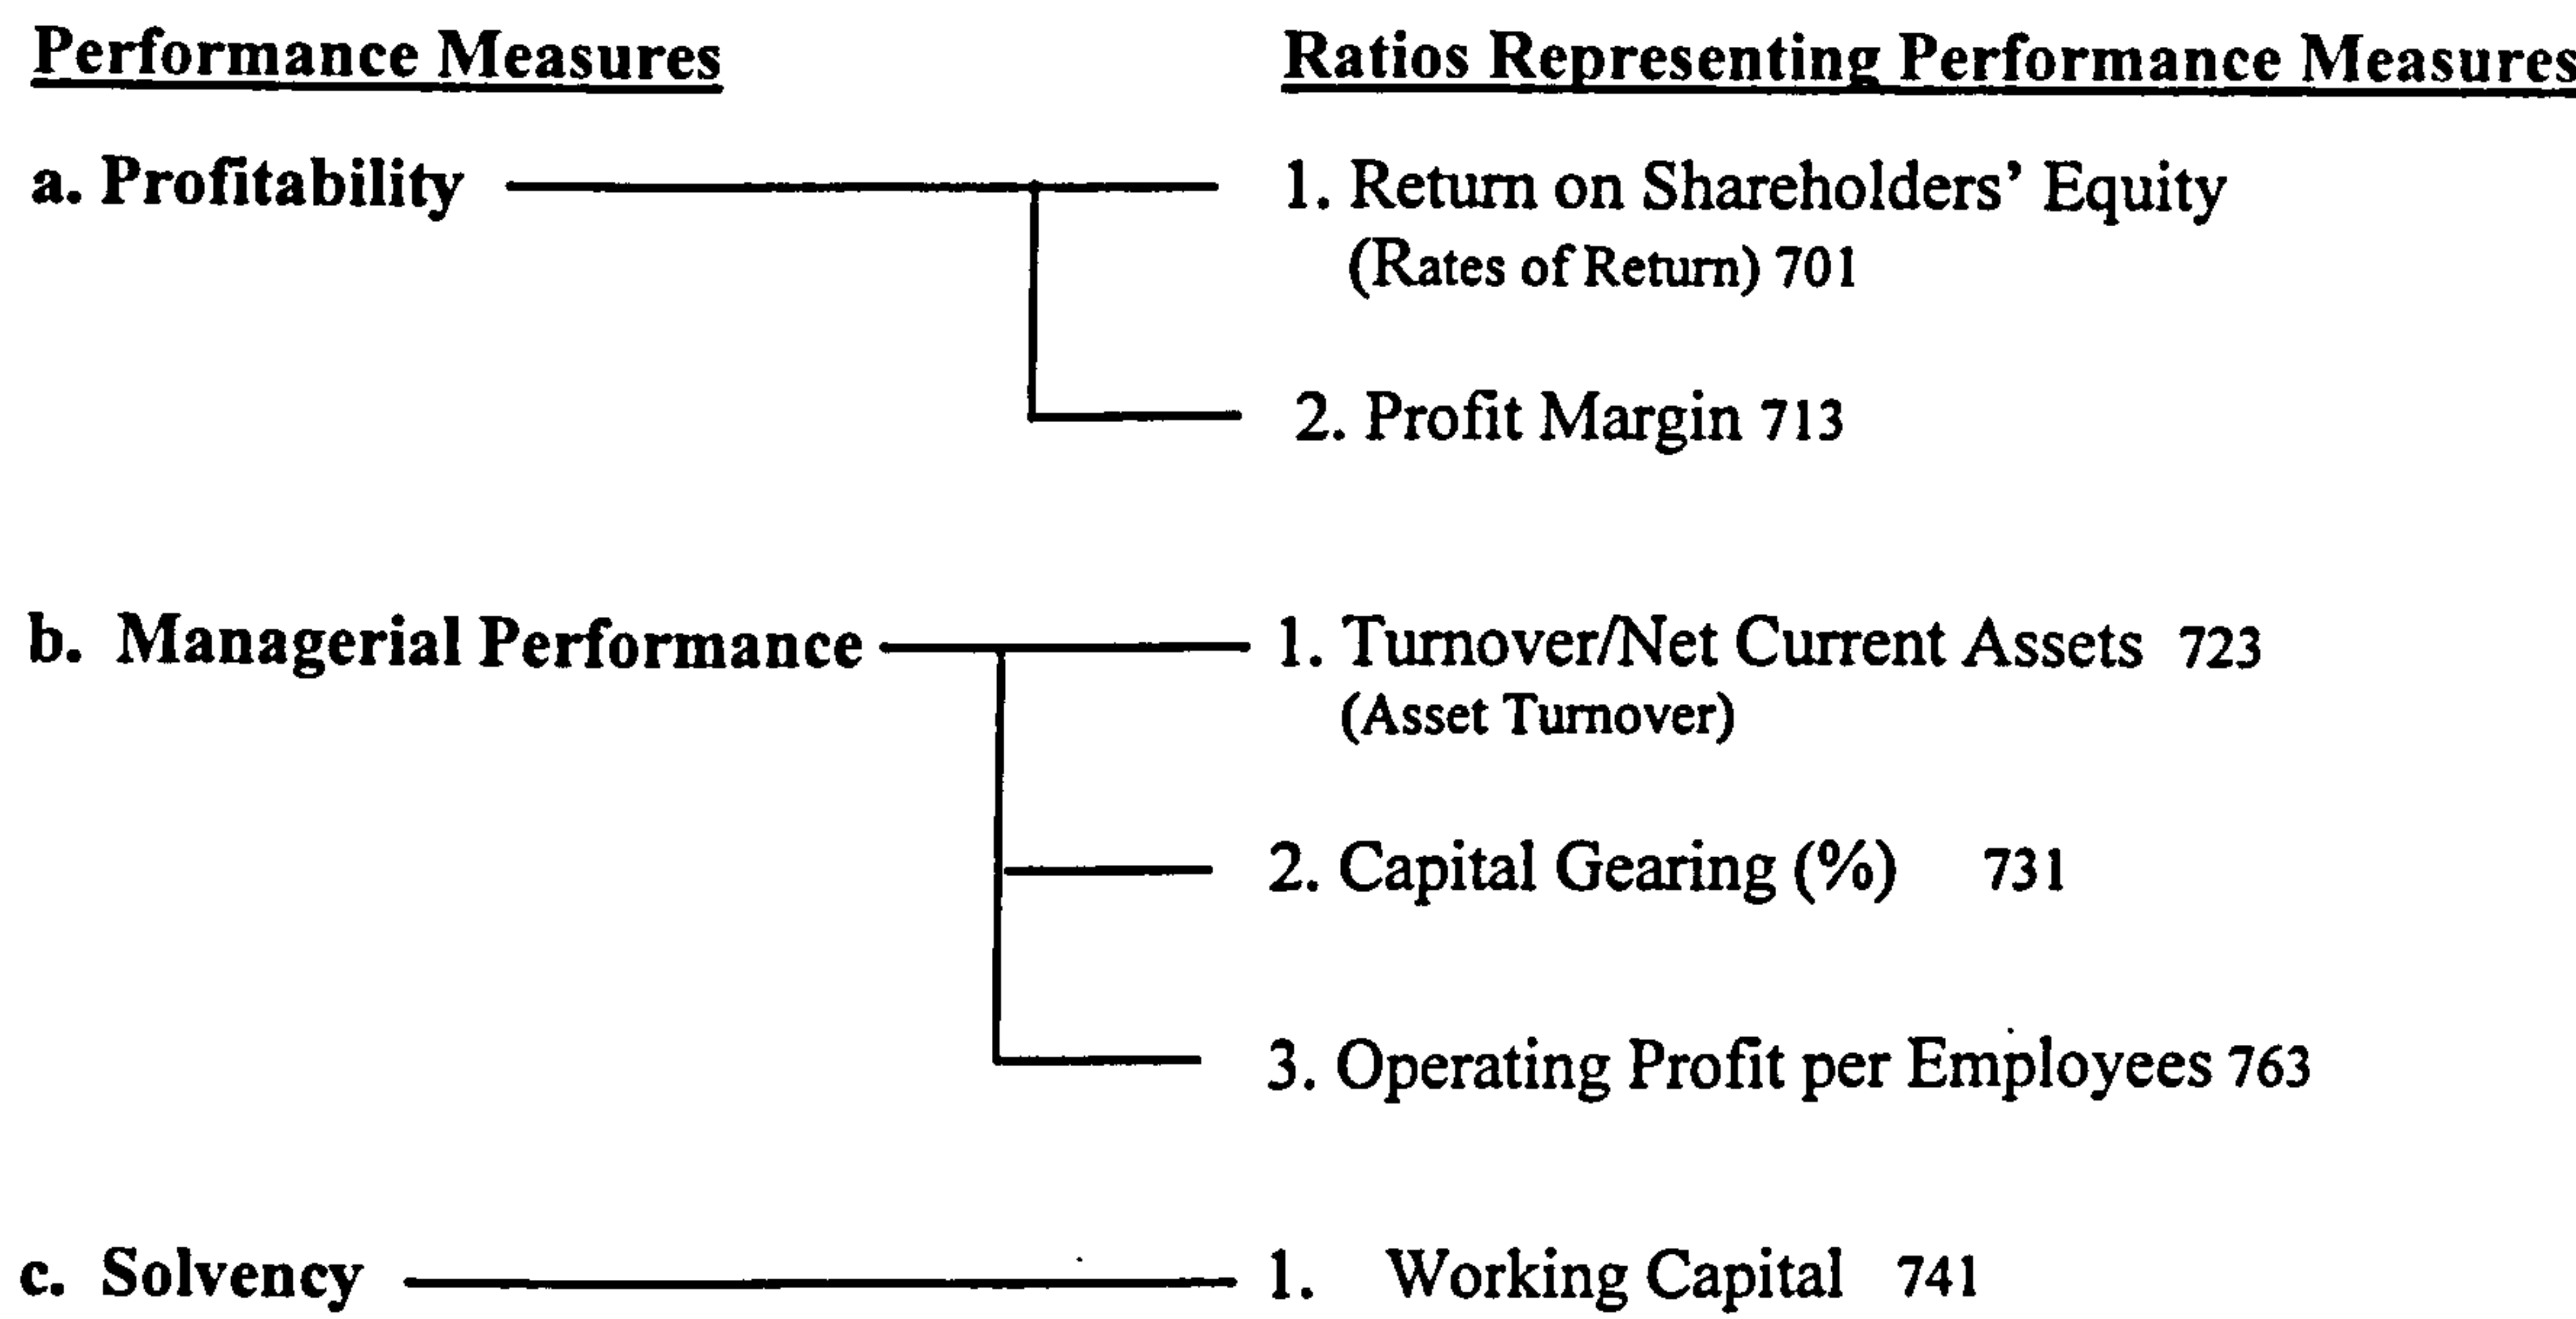 Performance Measures
Ratios Representing Performance Measures
a. Profitability
1. Return on Shareholders’ Equity
(Rates of Return) 701
2. Profit Margin 713
b. Managerial Performance
1. Turnover/Net Current Assets 723
(Asset Turnover)
2. Capital Gearing (%) 731
3. Operating Profit per Employees 763
c. Solvency
1. Working Capital 741